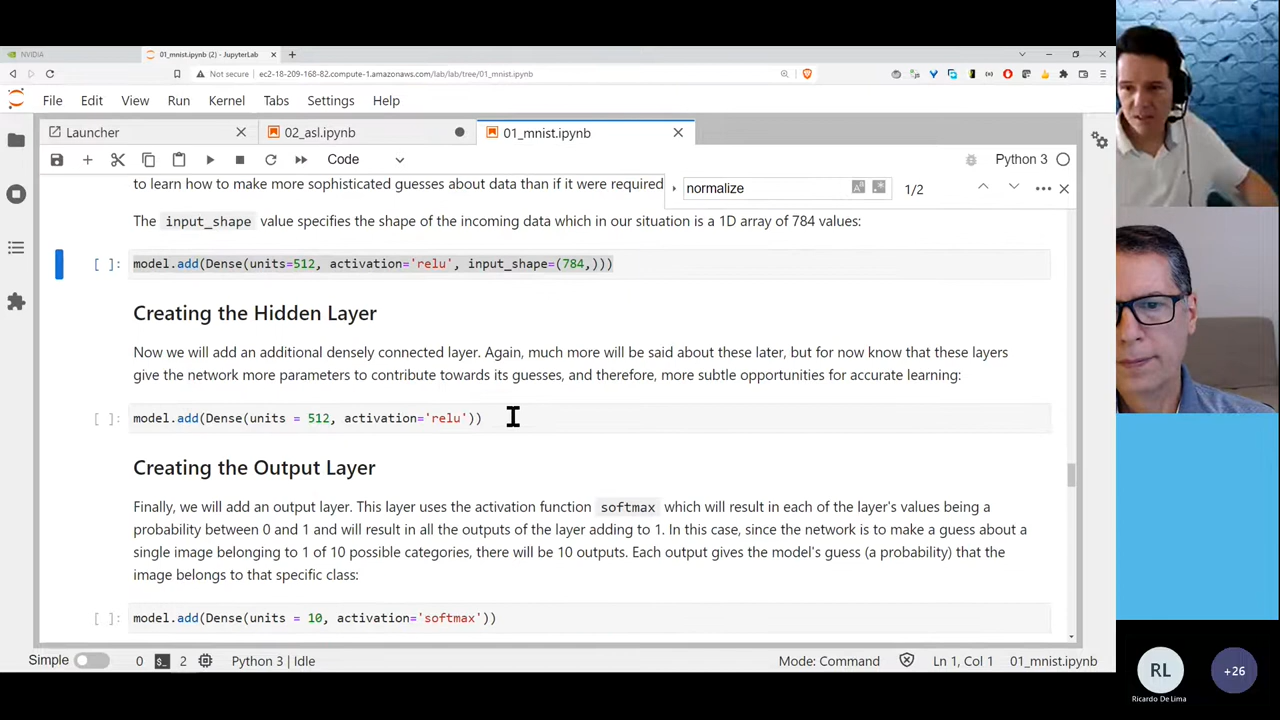 NVIDIA
01_mnist.ipynb (2) - JupyterLab
Not secure ec2-18-209-168-82.compute-1.amazonaws.com/lab/lab/tree/01_mnist.ipynb
File Edit View Run Kernel Tabs Settings Help
Launcher 02_asl.ipynb 01_mnist.ipynb
Code Python 3
to learn how to make more sophisticated guesses about data than if it were required
normalize 1/2
The input_shape value specifies the shape of the incoming data which in our situation is a 1D array of 784 values:
[ ]: model.add(Dense(units=512, activation='relu', input_shape=(784,)))
Creating the Hidden Layer
Now we will add an additional densely connected layer. Again, much more will be said about these later, but for now know that these layers
give the network more parameters to contribute towards its guesses, and therefore, more subtle opportunities for accurate learning:
[ ]: model.add(Dense(units = 512, activation='relu'))
Creating the Output Layer
Finally, we will add an output layer. This layer uses the activation function softmax which will result in each of the layer's values being a
probability between 0 and 1 and will result in all the outputs of the layer adding to 1. In this case, since the network is to make a guess about a
single image belonging to 1 of 10 possible categories, there will be 10 outputs. Each output gives the model's guess (a probability) that the
image belongs to that specific class:
[ ]: model.add(Dense(units = 10, activation='softmax'))
Simple 0 2 Python 3 | Idle Mode: Command Ln 1, Col 1 01_mnist.ipynb
RL
Ricardo De Lima
+26